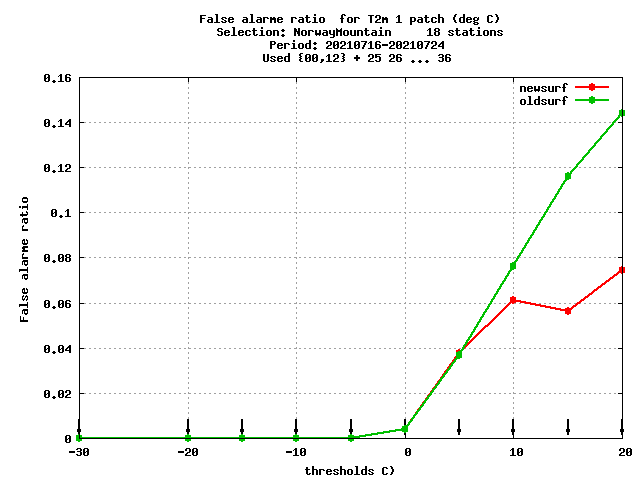 False alarme ratio  for T2m 1 patch (deg C)
Selection: NorwayMountain     18 stations
Period: 20210716-20210724
Used {00,12} + 25 26 ... 36
newsurf
oldsurf
False alarme ratio
0.16
0.14
0.12
0.1
0.08
0.06
0.04
0.02
0
-30
-20
-10
0
10
20
thresholds C)